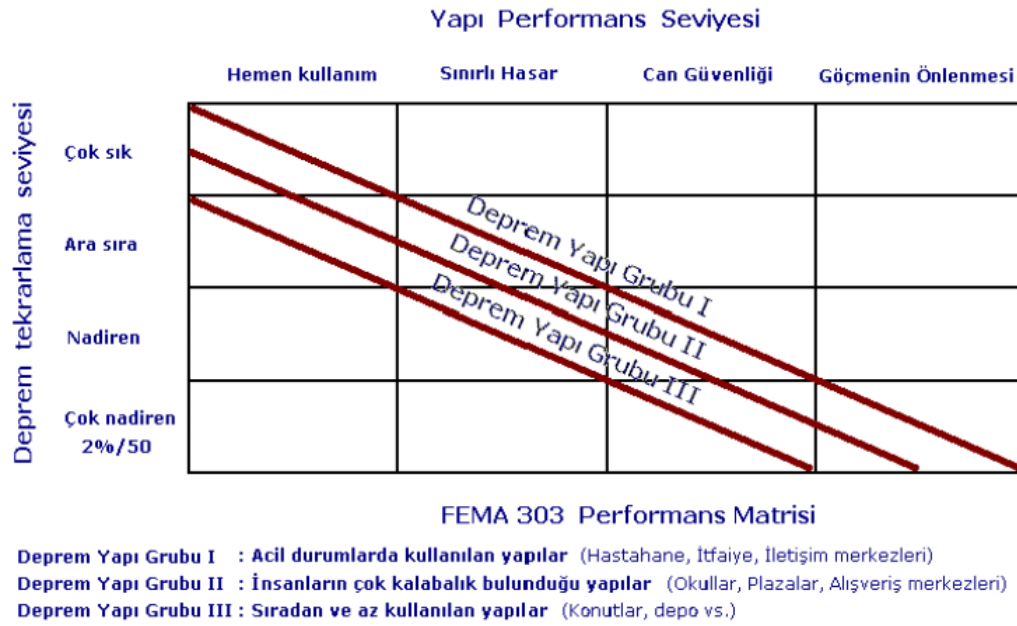 Yapı Performans Seviyesi
Hemen kullanım Sınırlı Hasar Can Güvenliği Göçmenin Önlenmesi
Deprem tekrarlama seviyesi
Çok sık
Ara sıra
Nadiren
Çok nadiren
2%/50
Deprem Yapı Grubu I
Deprem Yapı Grubu II
Deprem Yapı Grubu III
FEMA 303 Performans Matrisi
Deprem Yapı Grubu I : Acil durumlarda kullanılan yapılar (Hastahane, İtfaiye, İletişim merkezleri)
Deprem Yapı Grubu II : İnsanların çok kalabalık bulunduğu yapılar (Okullar, Plazalar, Alışveriş merkezleri)
Deprem Yapı Grubu III : Sıradan ve az kullanılan yapılar (Konutlar, depo vs.)